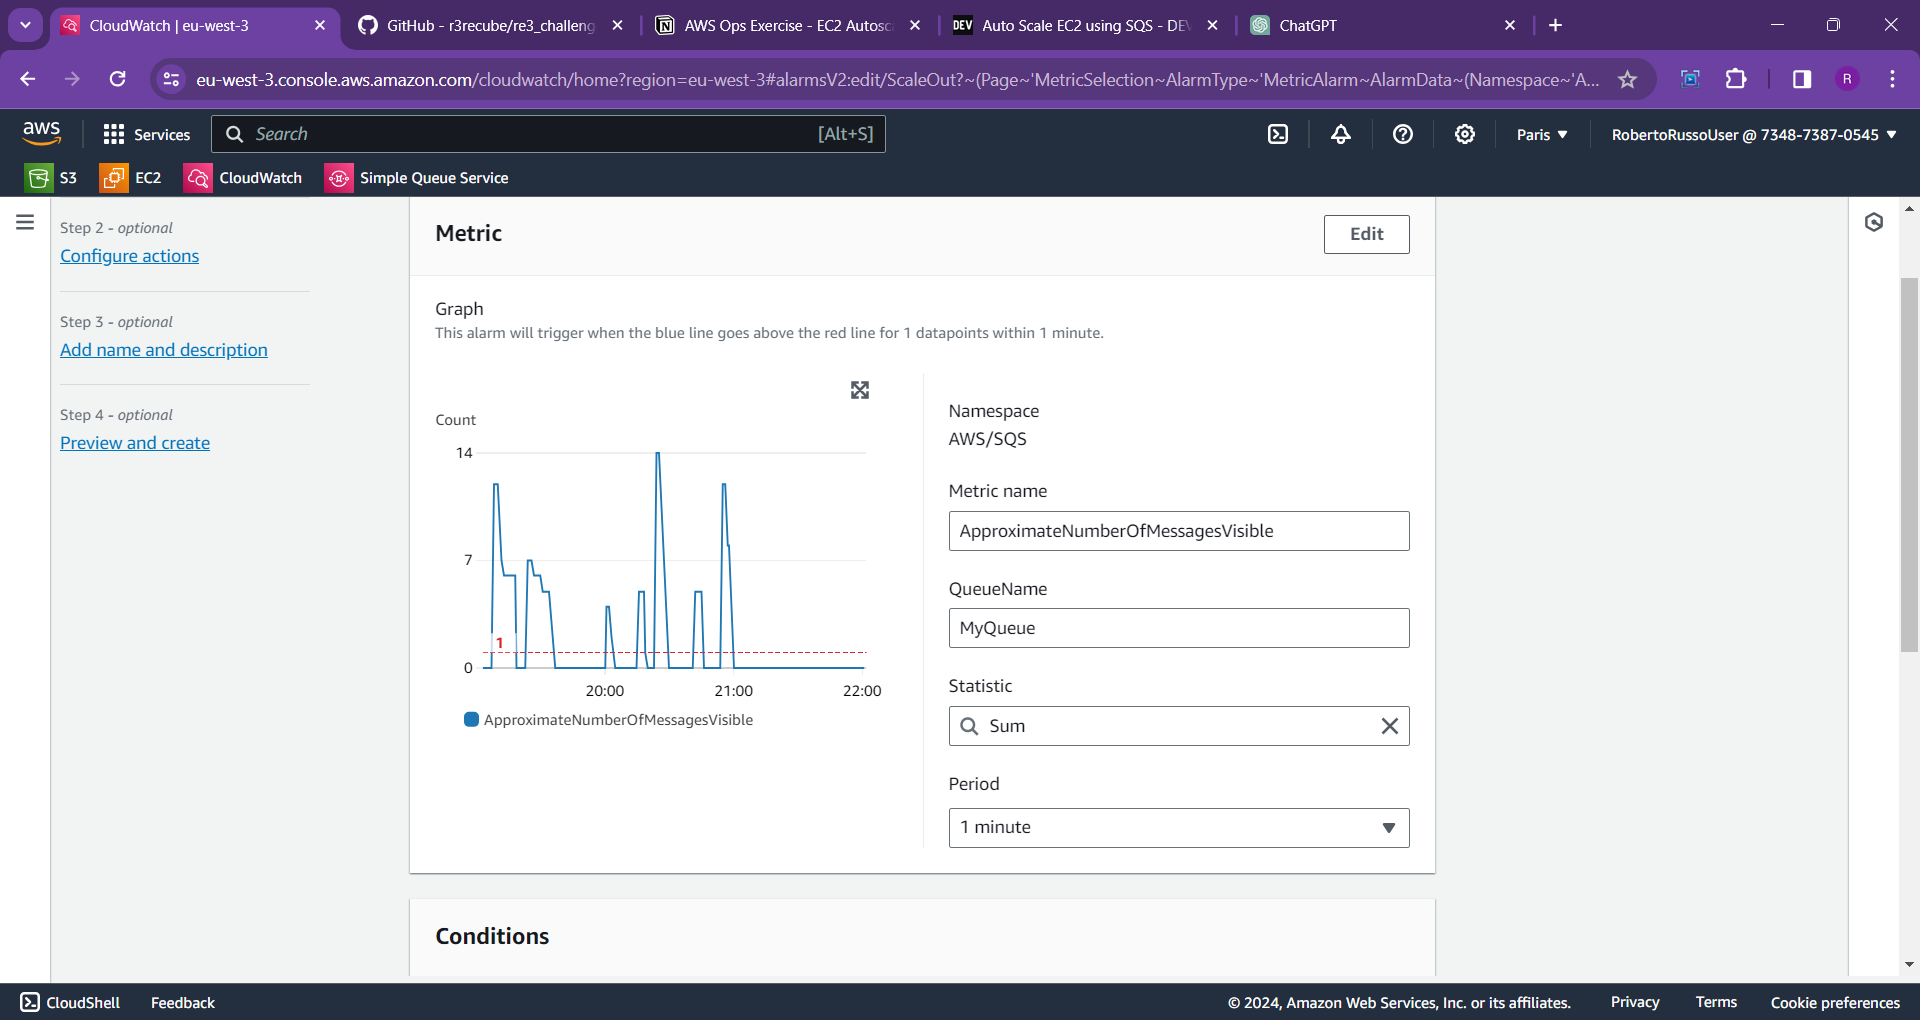 CloudWatch | eu-west-3
GitHub - r3recube/re3_challeng
AWS Ops Exercise - EC2 Autosc
DEV
Auto Scale EC2 using SQS - DEV
ChatGPT
eu-west-3.console.aws.amazon.com/cloudwatch/home?region=eu-west-3#alarmsV2:edit/ScaleOut?~(Page~'MetricSelection~AlarmType~'MetricAlarm~AlarmData~(Namespace~'A...
R
aws
Services
Search
[Alt+S]
Paris
RobertoRussoUser @ 7348-7387-0545
S3
EC2
CloudWatch
Simple Queue Service
Step 2 - optional
Configure actions
Step 3 - optional
Add name and description
Step 4 - optional
Preview and create
Metric
Edit
Graph
This alarm will trigger when the blue line goes above the red line for 1 datapoints within 1 minute.
Count
14
7
1
0
20:00
21:00
22:00
ApproximateNumberOfMessagesVisible
Namespace
AWS/SQS
Metric name
ApproximateNumberOfMessagesVisible
QueueName
MyQueue
Statistic
Sum
Period
1 minute
Conditions
CloudShell
Feedback
© 2024, Amazon Web Services, Inc. or its affiliates.
Privacy
Terms
Cookie preferences